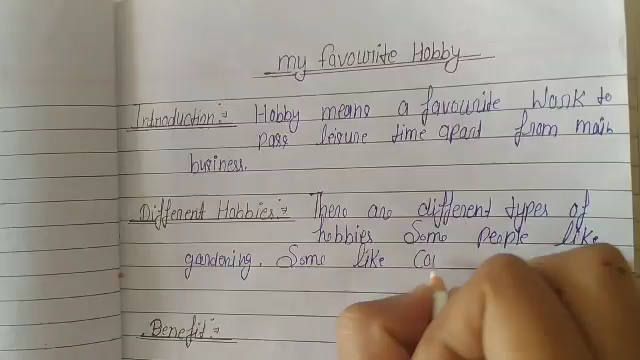 my favourite Hobby
Introduction:- Hobby means a favourite Work to
pass leisure time apart from main
business.
Different Hobbies:- There are different types of
hobbies Some people like
gardening. Some like Co
Benefit:-